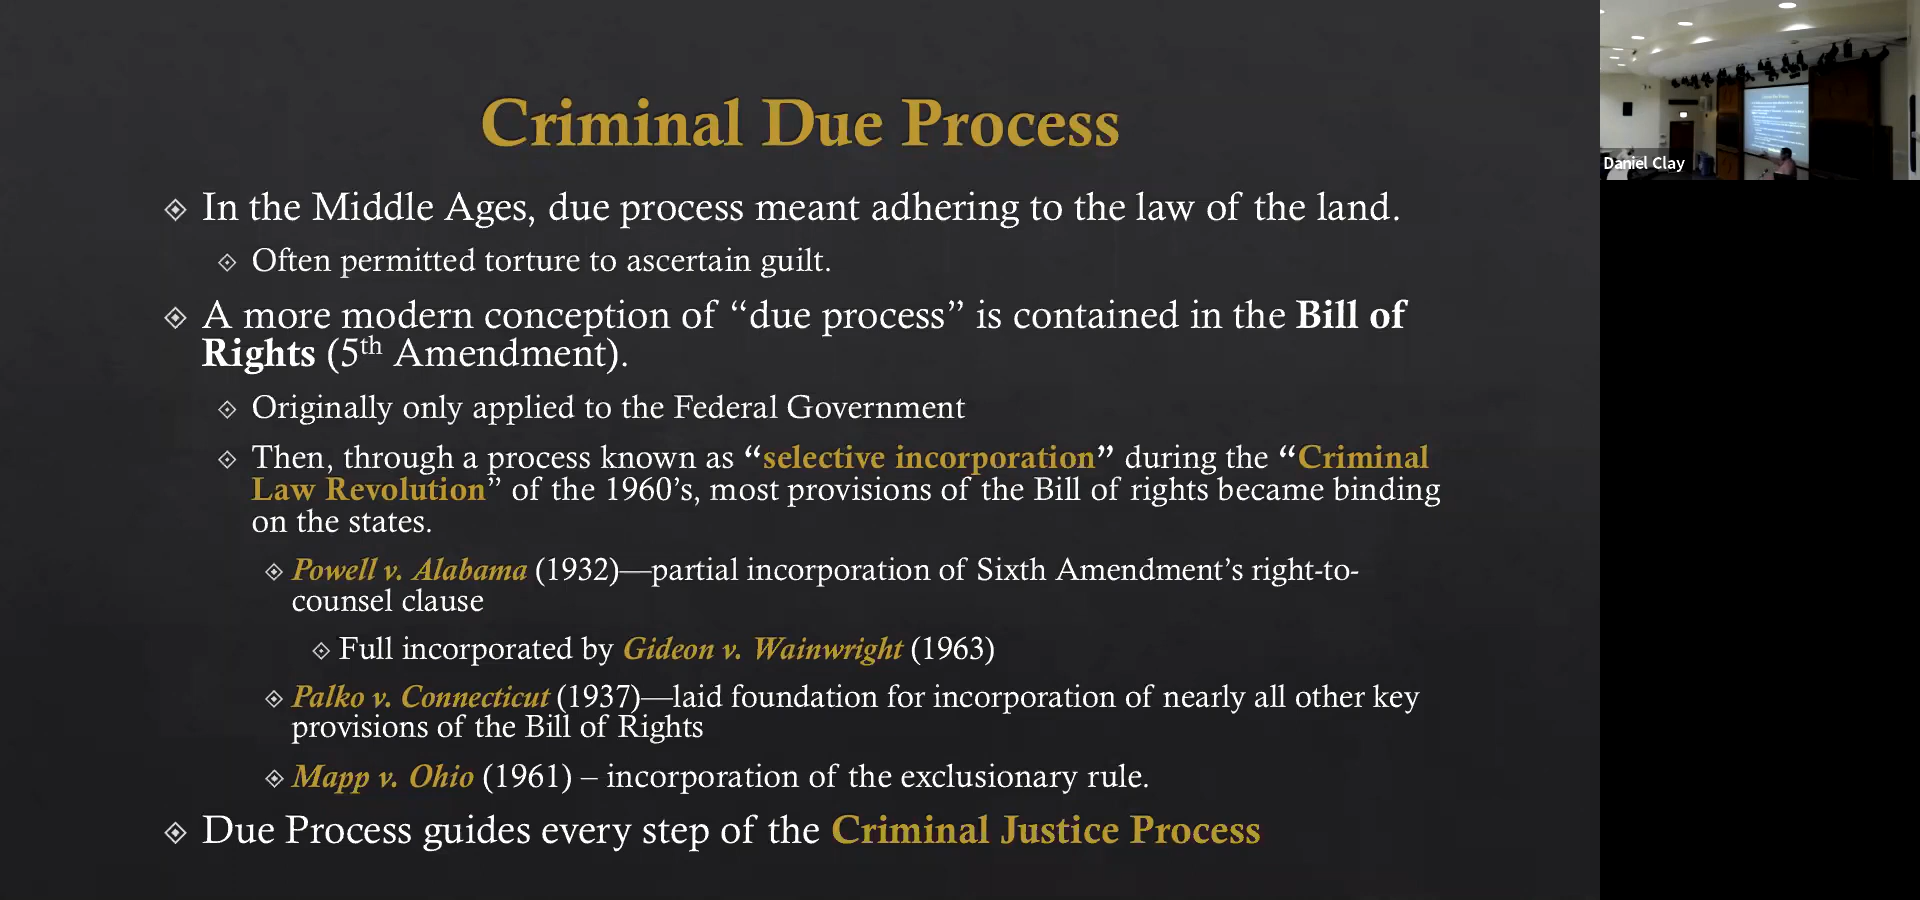 Criminal Due Process
In the Middle Ages, due process meant adhering to the law of the land.
Often permitted torture to ascertain guilt.
A more modern conception of “due process” is contained in the Bill of
Rights (5th Amendment).
Originally only applied to the Federal Government
Then, through a process known as “selective incorporation” during the “Criminal
Law Revolution” of the 1960’s, most provisions of the Bill of rights became binding
on the states.
Powell v. Alabama (1932)—partial incorporation of Sixth Amendment’s right-to-
counsel clause
Full incorporated by Gideon v. Wainwright (1963)
Palko v. Connecticut (1937)—laid foundation for incorporation of nearly all other key
provisions of the Bill of Rights
Mapp v. Ohio (1961) – incorporation of the exclusionary rule.
Due Process guides every step of the Criminal Justice Process
Daniel Clay